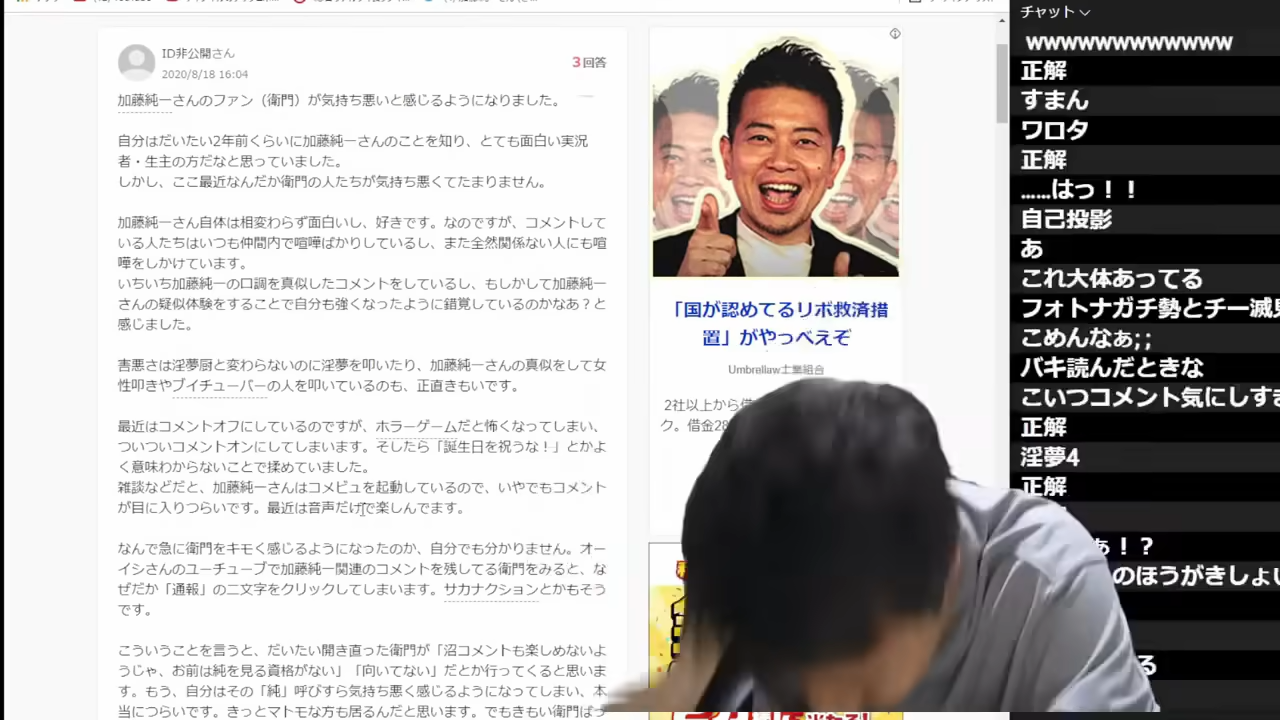 ID非公開さん
2020/8/18 16:04
3回答
加藤純一さんのファン（衛門）が気持ち悪いと感じるようになりました。
自分はだいたい2年前くらいに加藤純一さんのことを知り、とても面白い実況
者・生主の方だなと思っていました。
しかし、ここ最近なんだか衛門の人たちが気持ち悪くてたまりません。
加藤純一さん自体は相変わらず面白いし、好きです。なのですが、コメントして
いる人たちはいつも仲間内で喧嘩ばかりしているし、また全然関係ない人にも喧
嘩をしかけています。
いちいち加藤純一の口調を真似したコメントをしているし、もしかして加藤純一
さんの疑似体験をすることで自分も強くなったように錯覚しているのかなあ？と
感じました。
害悪さは淫夢厨と変わらないのに淫夢を叩いたり、加藤純一さんの真似をして女
性叩きやブイチューバーの人を叩いているのも、正直きもいです。
最近はコメントオフにしているのですが、ホラーゲームだと怖くなってしまい、
ついついコメントオンにしてしまいます。そしたら「誕生日を祝うな！」とかよ
く意味わからないことで揉めていました。
雑談などだと、加藤純一さんはコメビュを起動しているので、いやでもコメント
が目に入りつらいです。最近は音声だけで楽しんでます。
なんで急に衛門をキモく感じるようになったのか、自分でも分かりません。オー
イシさんのユーチューブで加藤純一関連のコメントを残してる衛門をみると、な
ぜだか「通報」の二文字をクリックしてしまいます。サカナクションとかもそう
です。
こういうことを言うと、だいたい開き直った衛門が「沼コメントも楽しめないよ
うじゃ、お前は純を見る資格がない」「向いてない」だとか行ってくると思いま
す。もう、自分はその「純」呼びすら気持ち悪く感じるようになってしまい、本
当につらいです。きっとマトモな方も居るんだと思います。でもきもい衛門ばっ
「国が認めてるリボ救済措
置」がやっべえぞ
Umbrellaw士業組合
2社以上から借
ク。借金28
チャット
wwwwwwwwwwww
正解
すまん
ワロタ
正解
……はっ！！
自己投影
あ
これ大体あってる
フォトナガチ勢とチー滅
こめんなぁ;;
バキ読んだときな
こいつコメント気にしす
正解
淫夢4
正解
ぁ！？
のほうがきしょい
る